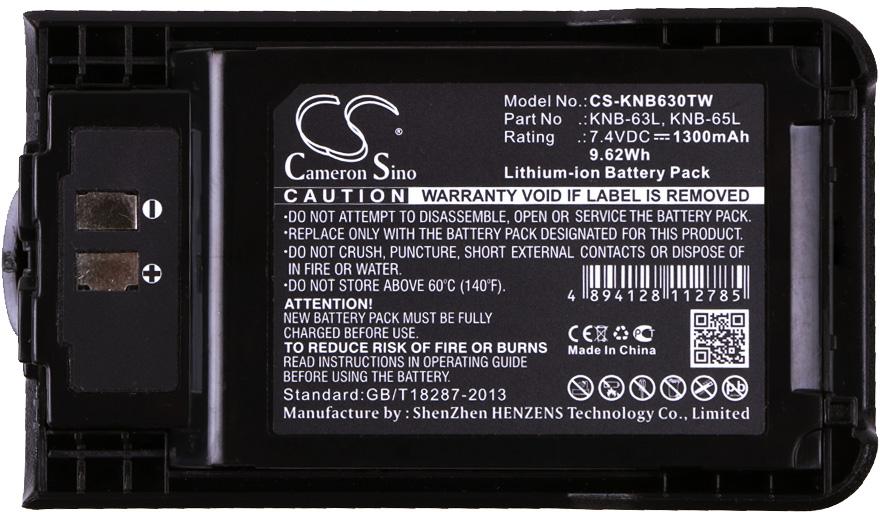 CS
Cameron Sino
Model No.:CS-KNB630TW
Part No :KNB-63L, KNB-65L
Rating :7.4VDC⎓1300mAh
9.62Wh
Lithium-ion Battery Pack
CAUTION WARRANTY VOID IF LABEL IS REMOVED
•DO NOT ATTEMPT TO DISASSEMBLE, OPEN OR SERVICE THE BATTERY PACK.
•REPLACE ONLY WITH THE BATTERY PACK DESIGNATED FOR THIS PRODUCT.
•DO NOT CRUSH, PUNCTURE, SHORT EXTERNAL CONTACTS OR DISPOSE OF
IN FIRE OR WATER.
•DO NOT STORE ABOVE 60°C (140°F).
ATTENTION!
NEW BATTERY PACK MUST BE FULLY
CHARGED BEFORE USE.
TO REDUCE RISK OF FIRE OR BURNS
READ INSTRUCTIONS IN OPERATING GUIDE
BEFORE USING BATTERY.
Standard:GB/T18287-2013
Manufacture by : ShenZhen HENZENS Technology Co., Limited
4 894128 112785
CE
Made In China
Pb